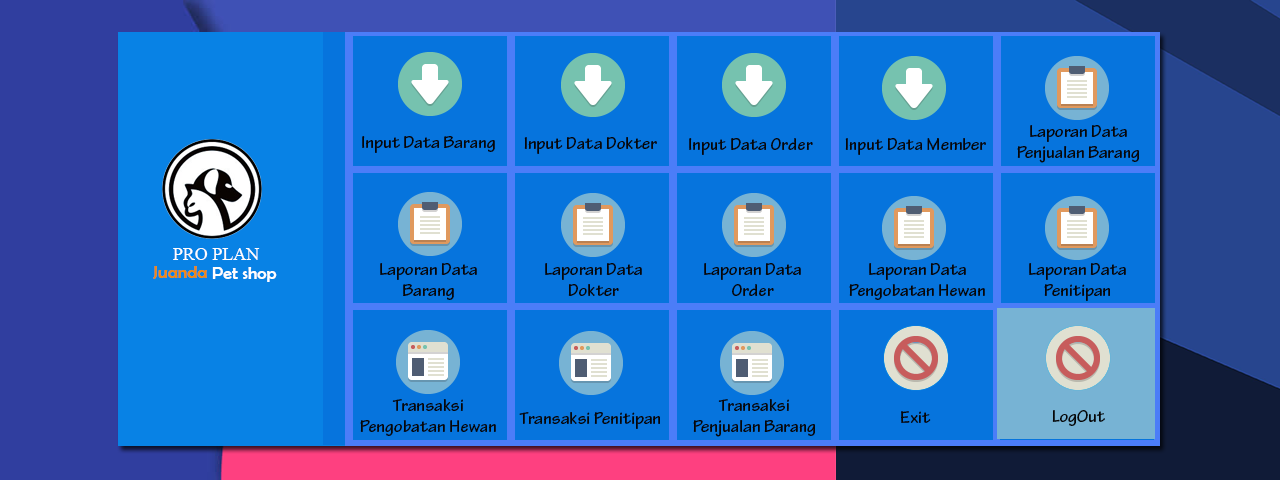 PRO PLAN
Juanda Pet shop
Input Data Barang
Input Data Dokter
Input Data Order
Input Data Member
Laporan Data
Penjualan Barang
Laporan Data
Barang
Laporan Data
Dokter
Laporan Data
Order
Laporan Data
Pengobatan Hewan
Laporan Data
Penitipan
Transaksi
Pengobatan Hewan
Transaksi Penitipan
Transaksi
Penjualan Barang
Exit
LogOut